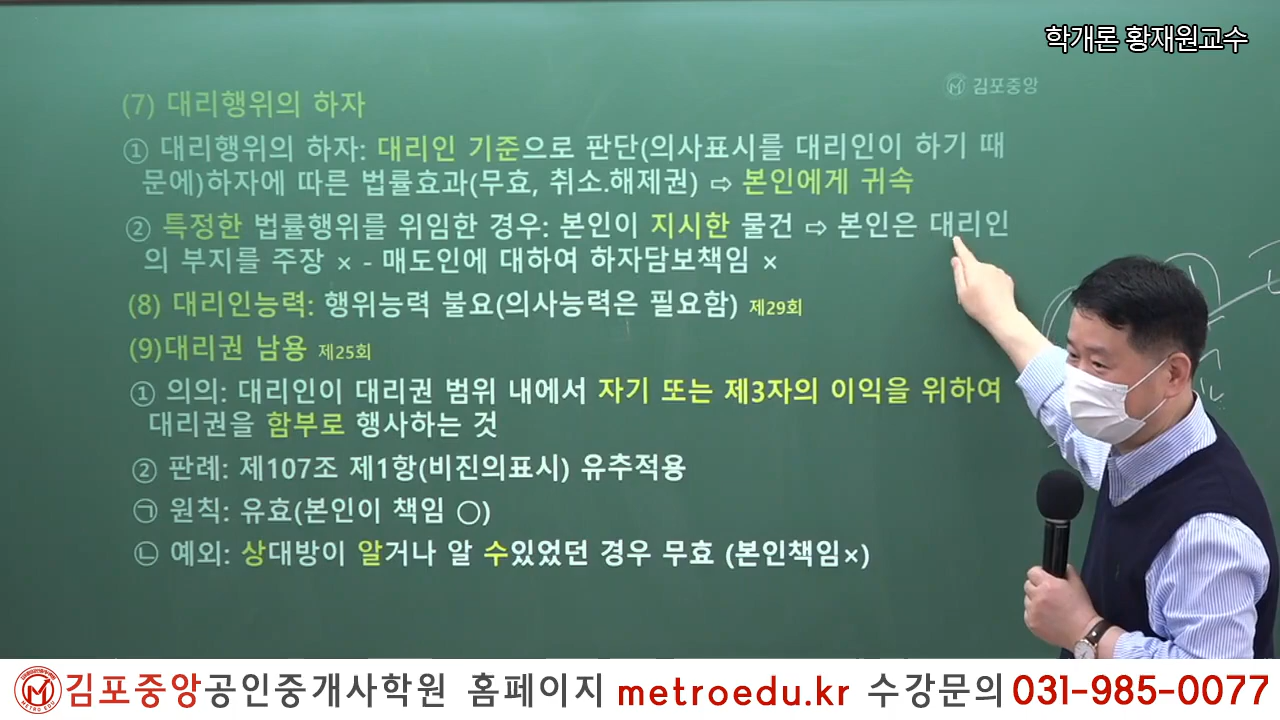 학개론 황재원교수
김포중앙
(7) 대리행위의 하자
① 대리행위의 하자: 대리인 기준으로 판단(의사표시를 대리인이 하기 때
문에)하자에 따른 법률효과(무효, 취소.해제권) ⇨ 본인에게 귀속
② 특정한 법률행위를 위임한 경우: 본인이 지시한 물건 ⇨ 본인은 대리인
의 부지를 주장 × - 매도인에 대하여 하자담보책임 ×
(8) 대리인능력: 행위능력 불요(의사능력은 필요함) 제29회
(9)대리권 남용 제25회
① 의의: 대리인이 대리권 범위 내에서 자기 또는 제3자의 이익을 위하여
대리권을 함부로 행사하는 것
② 판례: 제107조 제1항(비진의표시) 유추적용
㉠ 원칙: 유효(본인이 책임 ○)
㉡ 예외: 상대방이 알거나 알 수있었던 경우 무효 (본인책임×)
김포중앙공인중개사학원 홈페이지 metroedu.kr 수강문의 031-985-0077